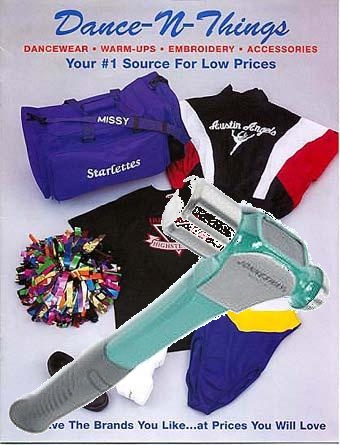 Dance-N-Things
DANCEWEAR • WARM-UPS • EMBROIDERY • ACCESSORIES
Your #1 Source For Low Prices
MISSY
Starlettes
Austin Angels
ve The Brands You Like...at Prices You Will Love